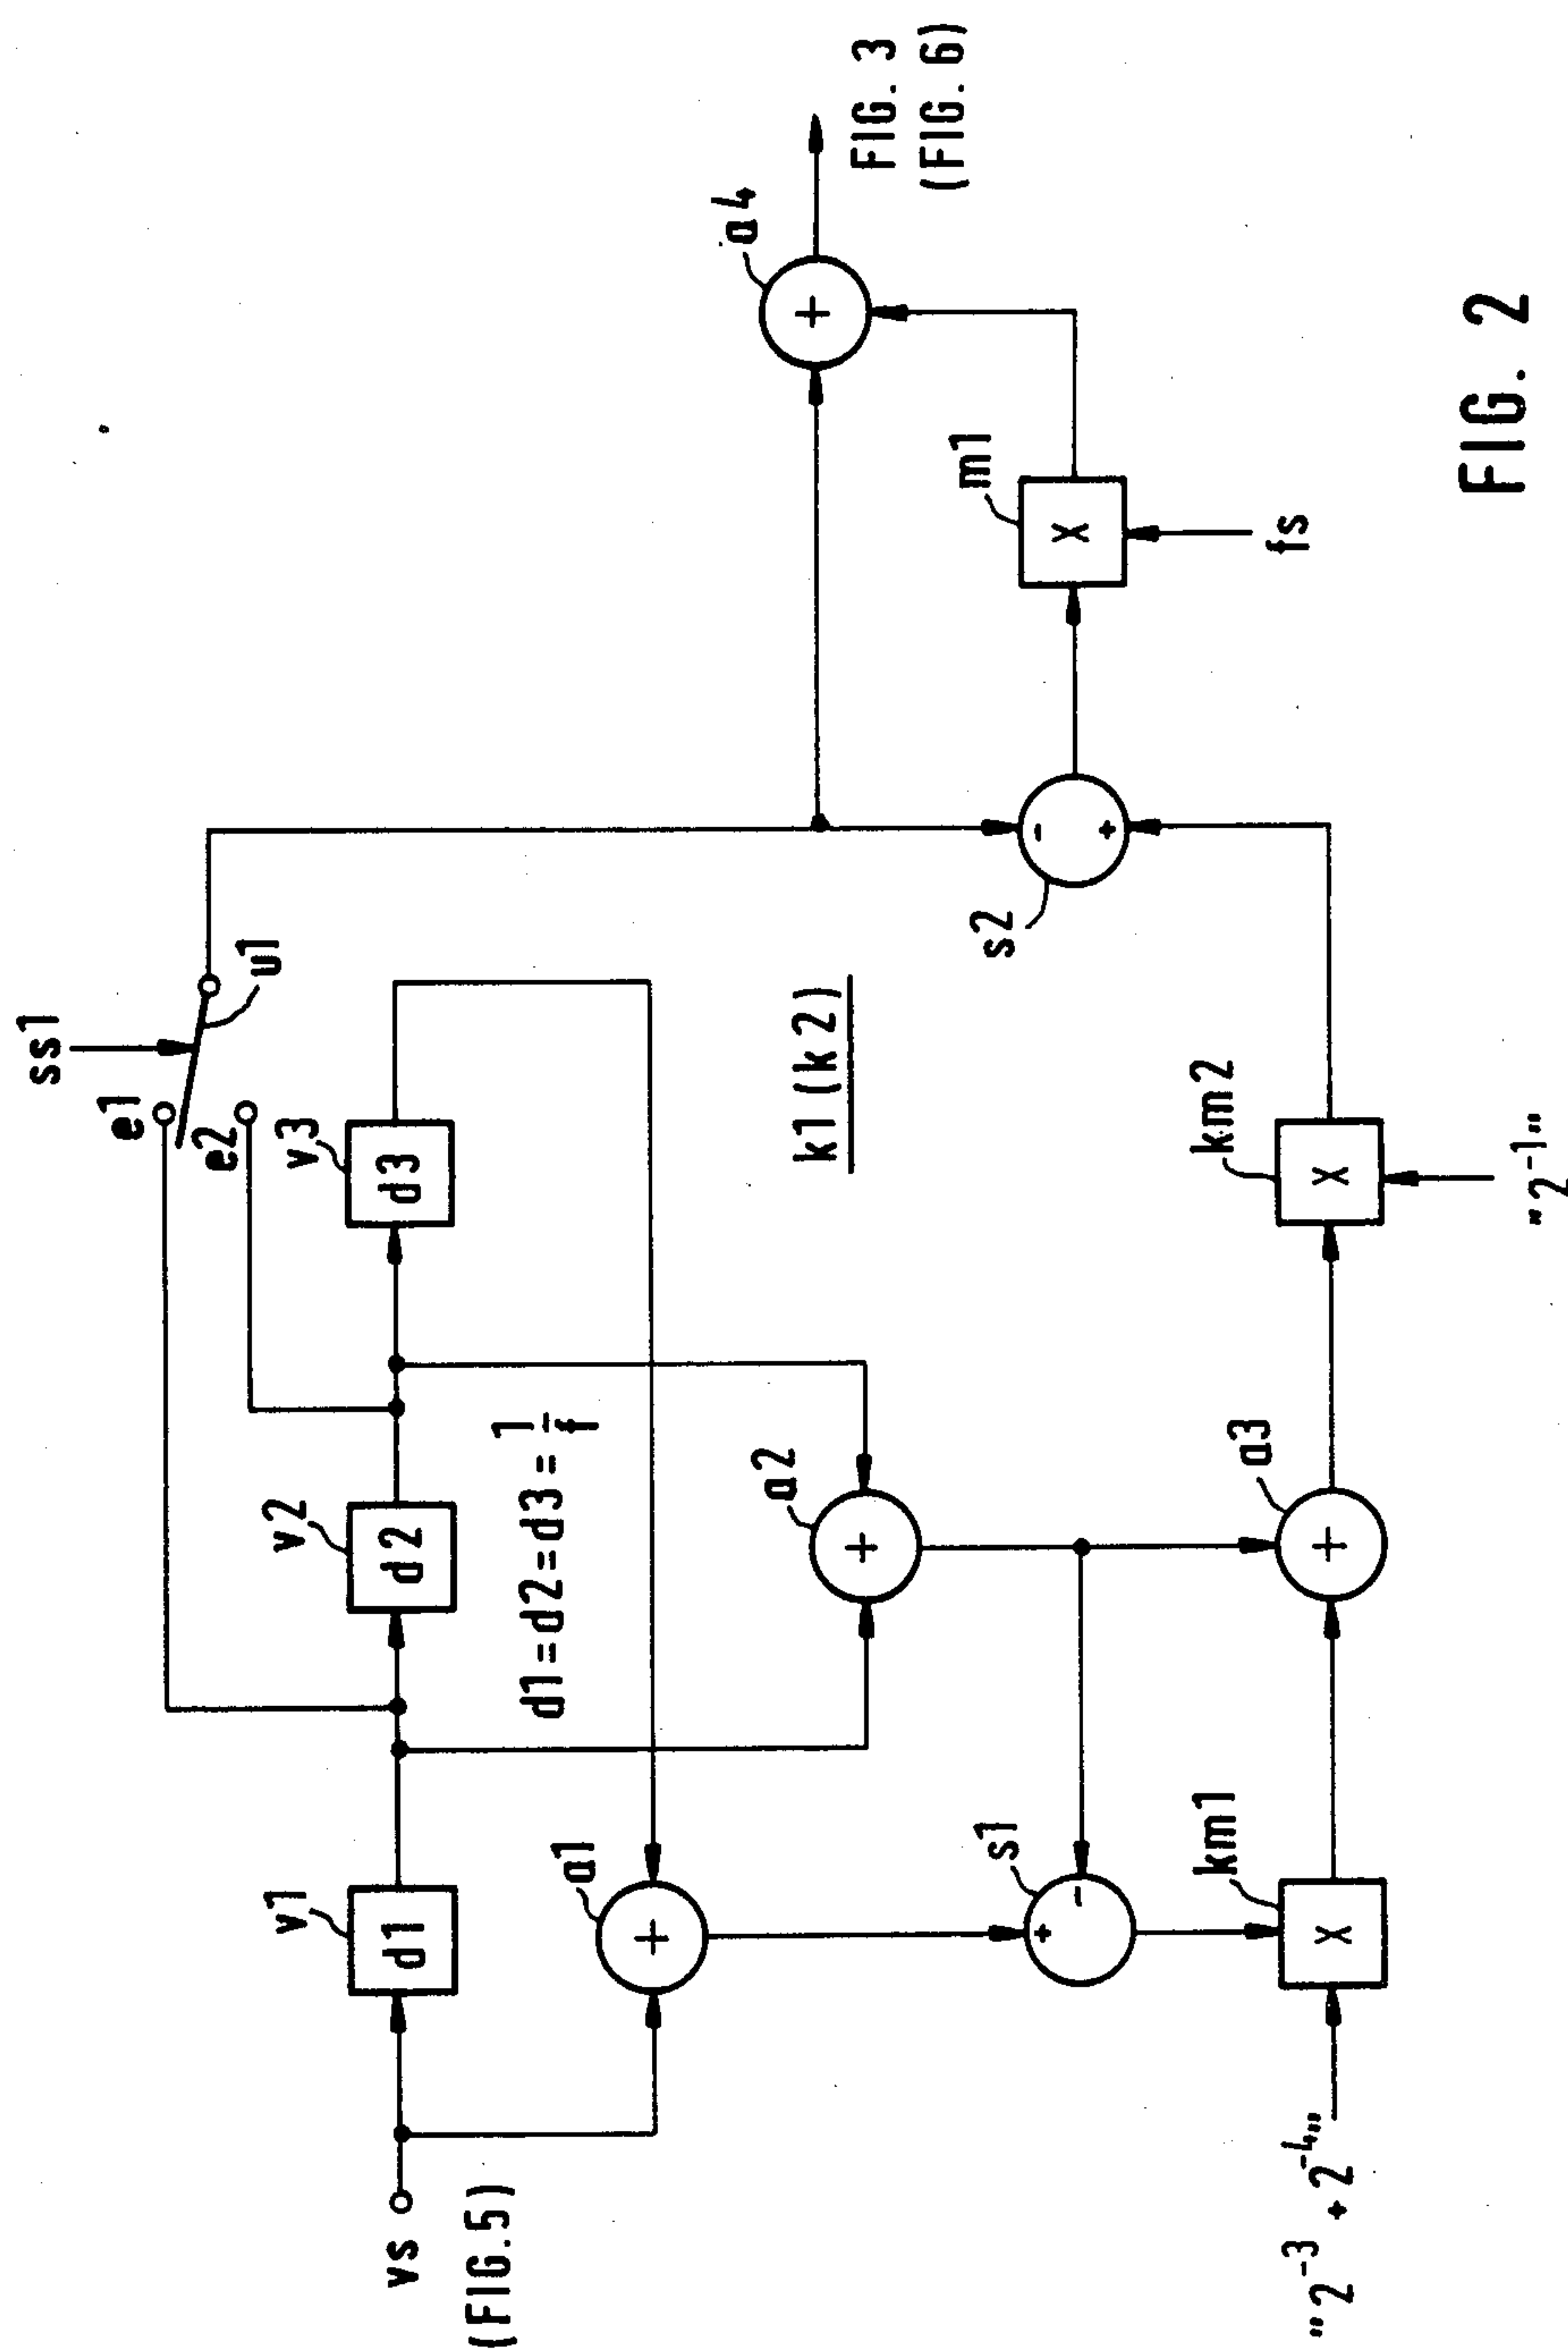 ss1
e1
u1
e2
v1
v2
v3
d1
d2
d3
vs
(FIG.5)
d1=d2=d3= 1/f
a1
+
a2
+
k1(k2)
a4
+
FIG. 3
(FIG. 6)
s1
+
-
s2
-
+
m1
X
fs
km1
X
a3
+
km2
X
"2⁻³ + 2⁻⁴"
"2⁻¹"
FIG. 2